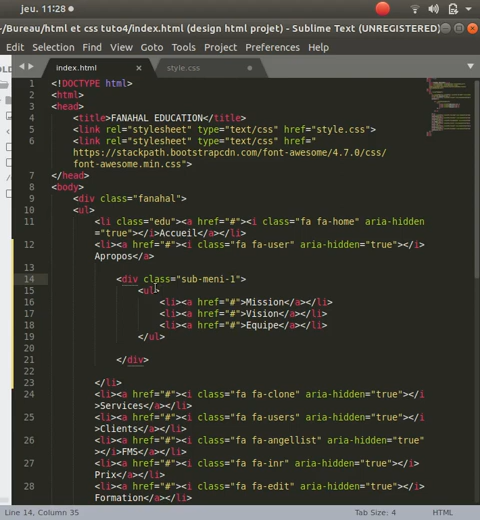 jeu. 11:28
~/Bureau/html et css tuto4/index.html (design html projet) - Sublime Text (UNREGISTERED)
Edit Selection Find View Goto Tools Project Preferences Help
index.html × style.css
1 <!DOCTYPE html>
2 <html>
3 <head>
4 <title>FANAHAL EDUCATION</title>
5 <link rel="stylesheet" type="text/css" href="style.css">
6 <link rel="stylesheet" type="text/css" href="
https://stackpath.bootstrapcdn.com/font-awesome/4.7.0/css/
font-awesome.min.css">
7 </head>
8 <body>
9 <div class="fanahal">
10 <ul>
11 <li class="edu"><a href="#"><i class="fa fa-home" aria-hidden
="true"></i>Accueil</a></li>
12 <li><a href="#"><i class="fa fa-user" aria-hidden="true"></i>
Apropos</a>
13
14 <div class="sub-meni-1">
15 <ul>
16 <li><a href="#">Mission</a></li>
17 <li><a href="#">Vision</a></li>
18 <li><a href="#">Equipe</a></li>
19 </ul>
20
21 </div>
22
23 </li>
24 <li><a href="#"><i class="fa fa-clone" aria-hidden="true"></i
>Services</a></li>
25 <li><a href="#"><i class="fa fa-users" aria-hidden="true"></i
>Clients</a></li>
26 <li><a href="#"><i class="fa fa-angellist" aria-hidden="true"
></i>FMS</a></li>
27 <li><a href="#"><i class="fa fa-inr" aria-hidden="true"></i>
Prix</a></li>
28 <li><a href="#"><i class="fa fa-edit" aria-hidden="true"></i>
Formation</a></li>
Line 14, Column 35 Tab Size: 4 HTML